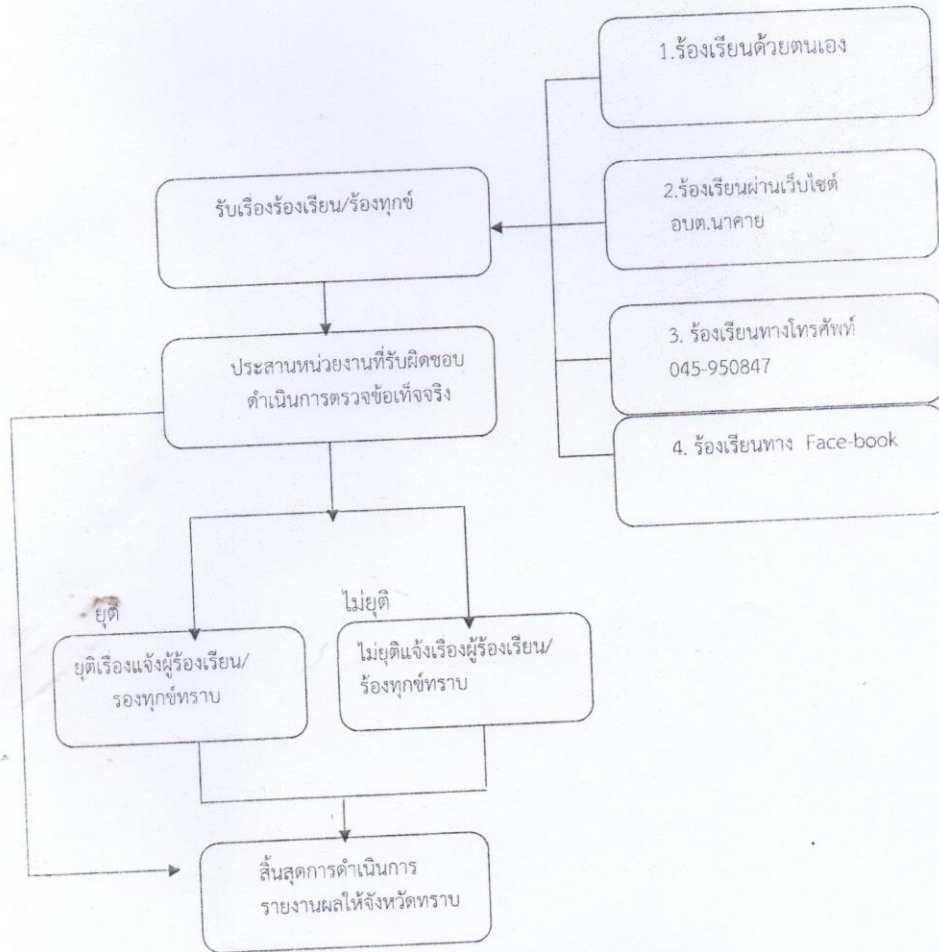 1.ร้องเรียนด้วยตนเอง
รับเรื่องร้องเรียน/ร้องทุกข์
2.ร้องเรียนผ่านเว็บไซต์
อบต.นาคาย
ประสานหน่วยงานที่รับผิดชอบ
ดำเนินการตรวจข้อเท็จจริง
3. ร้องเรียนทางโทรศัพท์
045-950847
4. ร้องเรียนทาง Face-book
ยุติ
ไม่ยุติ
ยุติเรื่องแจ้งผู้ร้องเรียน/
รองทุกข์ทราบ
ไม่ยุติแจ้งเรื่องผู้ร้องเรียน/
ร้องทุกข์ทราบ
สิ้นสุดการดำเนินการ
รายงานผลให้จังหวัดทราบ